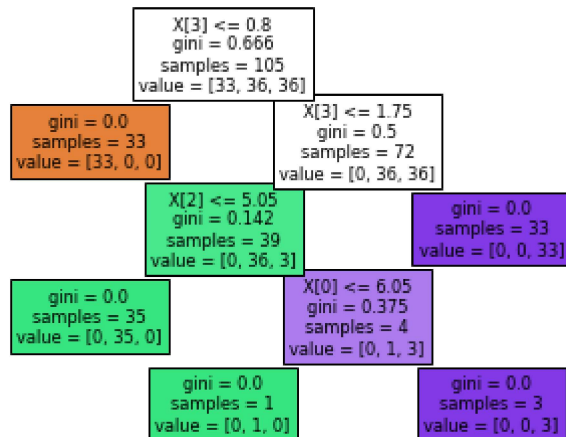 X[3] <= 0.8
gini = 0.666
samples = 105
value = [33, 36, 36]
gini = 0.0
samples = 33
value = [33, 0, 0]
X[3] <= 1.75
gini = 0.5
samples = 72
value = [0, 36, 36]
X[2] <= 5.05
gini = 0.142
samples = 39
value = [0, 36, 3]
gini = 0.0
samples = 33
value = [0, 0, 33]
gini = 0.0
samples = 35
value = [0, 35, 0]
X[0] <= 6.05
gini = 0.375
samples = 4
value = [0, 1, 3]
gini = 0.0
samples = 1
value = [0, 1, 0]
gini = 0.0
samples = 3
value = [0, 0, 3]